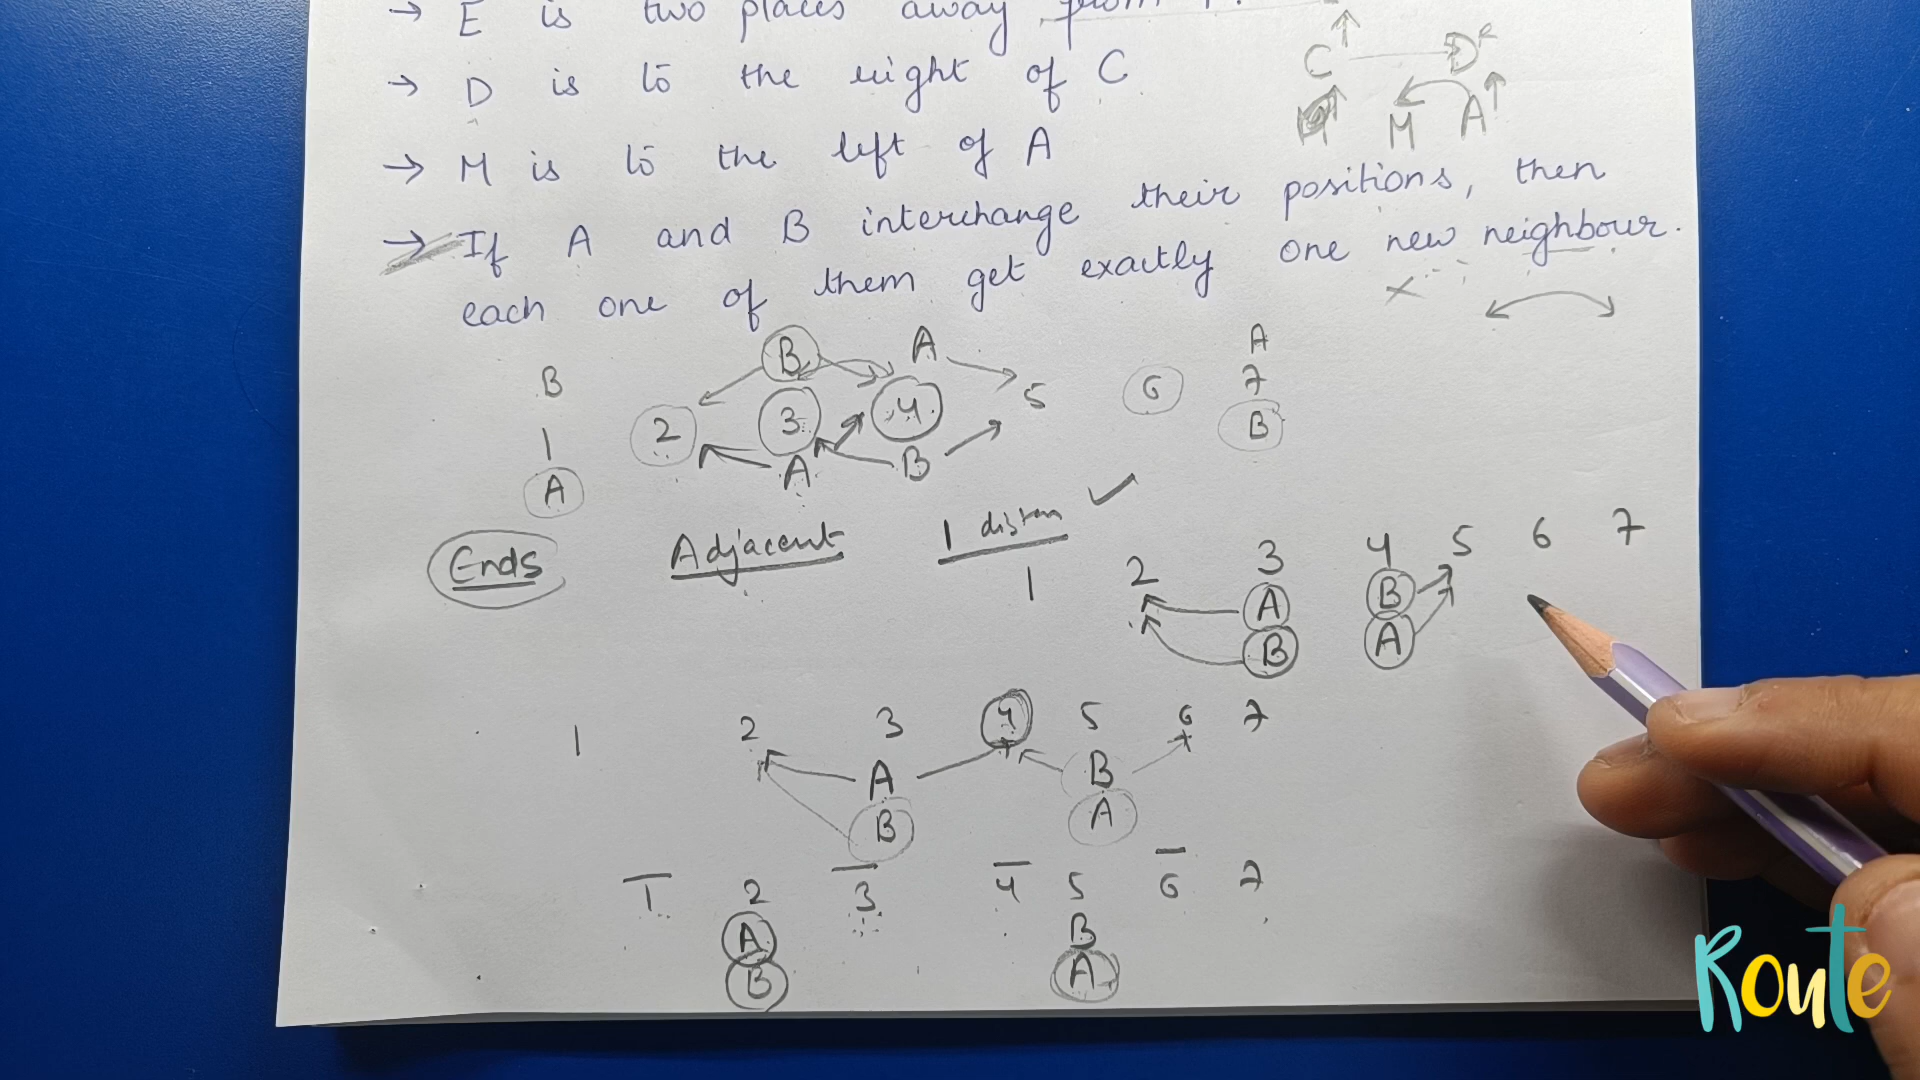 → E is two places away from
→ D is to the right of C
C D
→ M is to the left of A
M A
→ If A and B interchange their positions, then
each one of them get exactly one new neighbour.
B B A A
1 2 3 4 5 6 7
A A B B
Ends Adjacent 1 distan ✓
1 2 3 4 5 6 7
A B
B A
1 2 3 4 5 6 7
A B
B A
1 2 3 4 5 6 7
A B
B A
Route